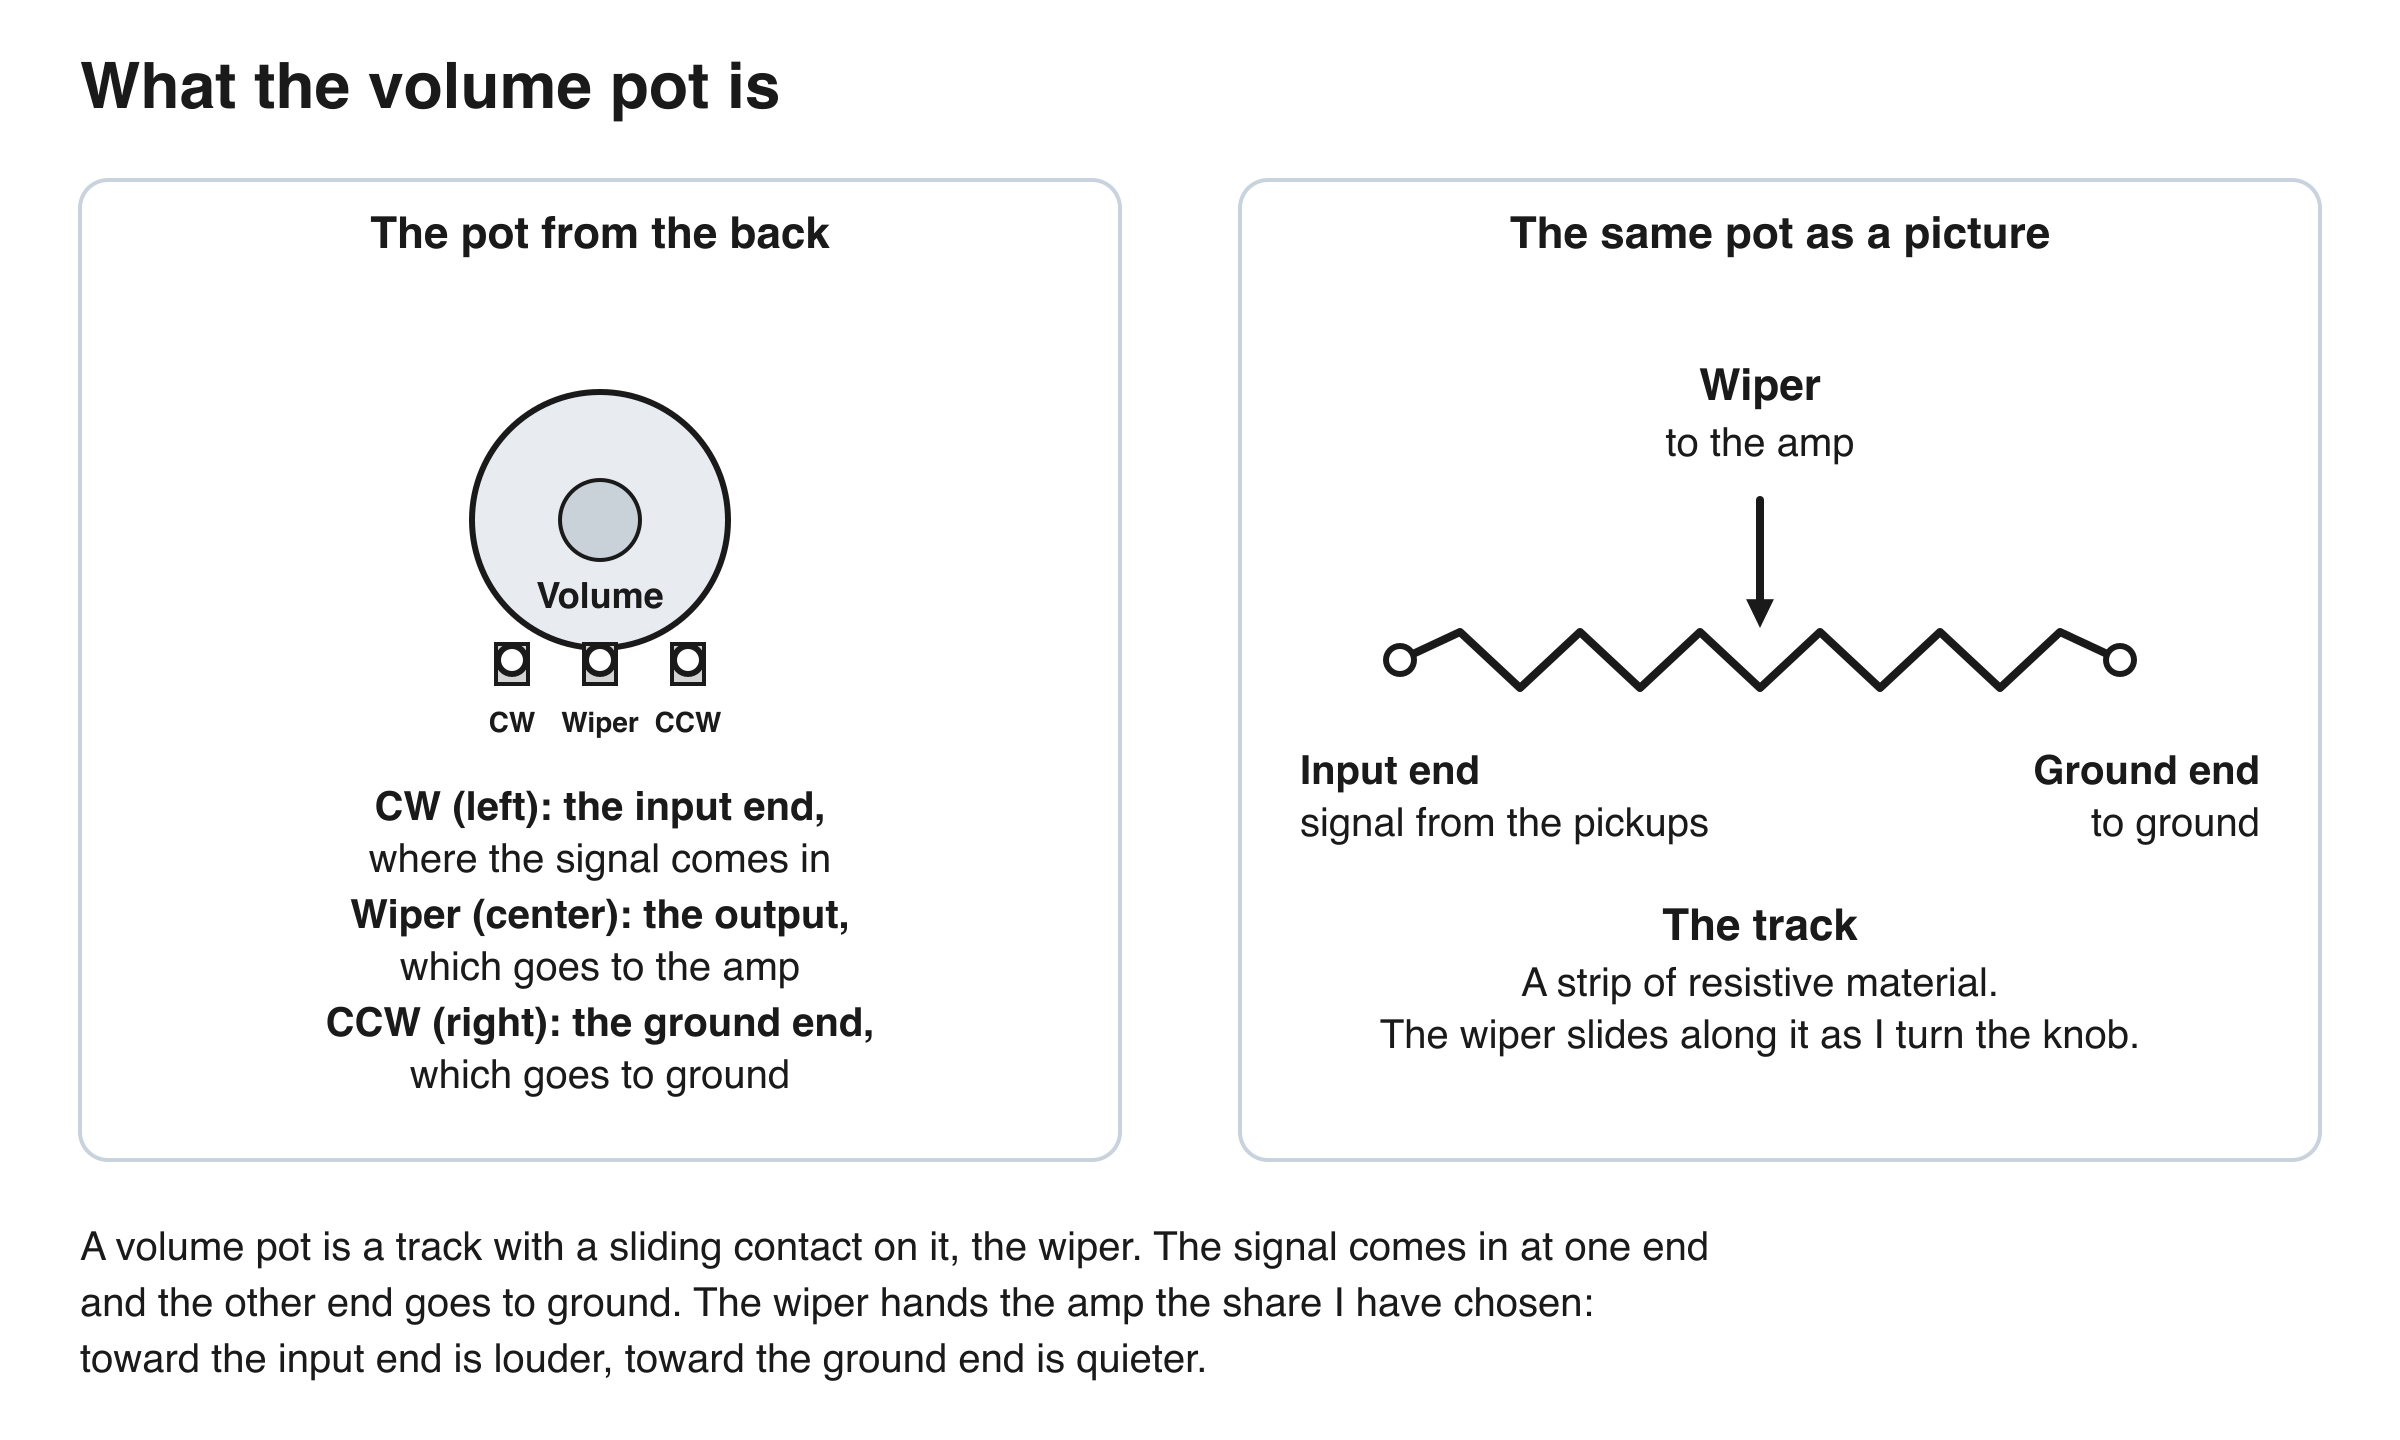 What the volume pot is
The pot from the back
Volume
CW Wiper CCW
CW (left): the input end,
where the signal comes in
Wiper (center): the output,
which goes to the amp
CCW (right): the ground end,
which goes to ground
The same pot as a picture
Wiper
to the amp
Input end
signal from the pickups
Ground end
to ground
The track
A strip of resistive material.
The wiper slides along it as I turn the knob.
A volume pot is a track with a sliding contact on it, the wiper. The signal comes in at one end
and the other end goes to ground. The wiper hands the amp the share I have chosen:
toward the input end is louder, toward the ground end is quieter.